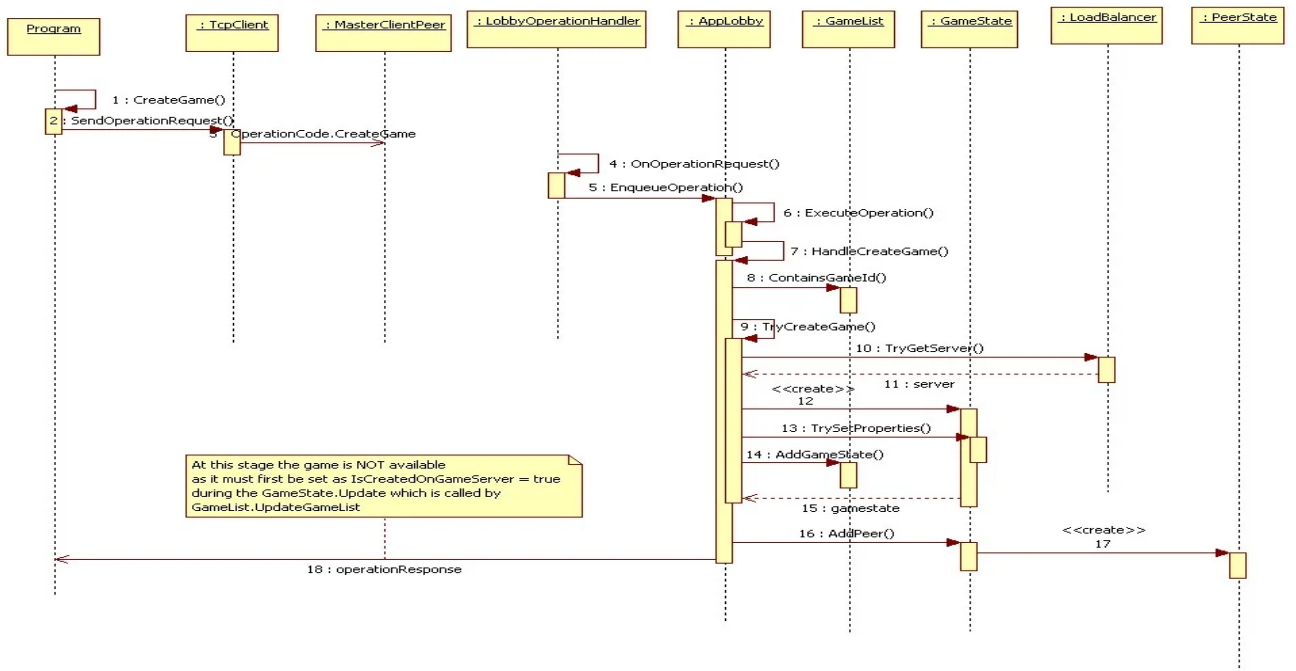 Program
: TcpClient
: MasterClientPeer
: LobbyOperationHandler
: AppLobby
: GameList
: GameState
: LoadBalancer
: PeerState
1 : CreateGame()
2 : SendOperationRequest()
3 : OperationCode.CreateGame
4 : OnOperationRequest()
5 : EnqueueOperation()
6 : ExecuteOperation()
7 : HandleCreateGame()
8 : ContainsGameId()
9 : TryCreateGame()
10 : TryGetServer()
11 : server
<<create>>
12
13 : TrySetProperties()
14 : AddGameState()
At this stage the game is NOT available
as it must first be set as IsCreatedOnGameServer = true
during the GameState.Update which is called by
GameList.UpdateGameList
15 : gamestate
16 : AddPeer()
<<create>>
17
18 : operationResponse